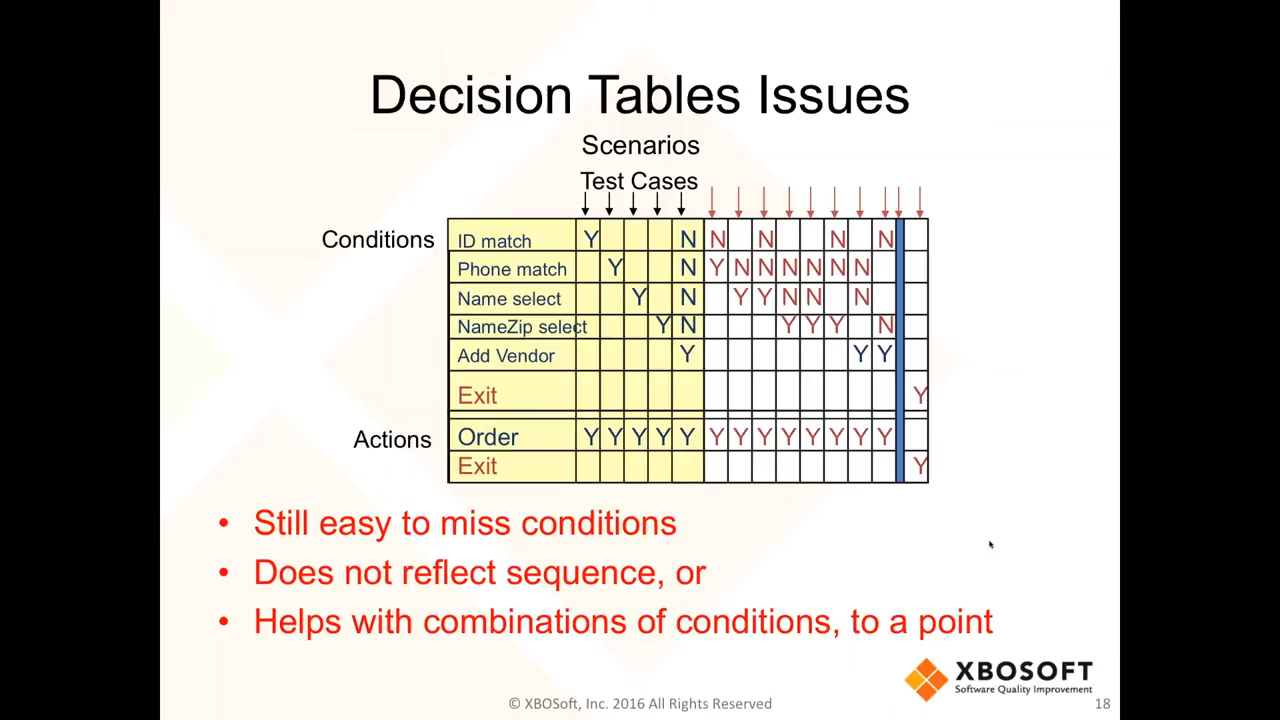 Decision Tables Issues
Scenarios
Test Cases
Conditions
ID match Y N N N N N
Phone match Y N Y N N N N N N
Name select Y N Y Y N N N
NameZip select Y N Y Y Y N
Add Vendor Y Y Y
Exit Y
Actions
Order Y Y Y Y Y Y Y Y Y Y Y Y Y
Exit Y
• Still easy to miss conditions
• Does not reflect sequence, or
• Helps with combinations of conditions, to a point
XBOSOFT
Software Quality Improvement
© XBOSoft, Inc. 2016 All Rights Reserved
18